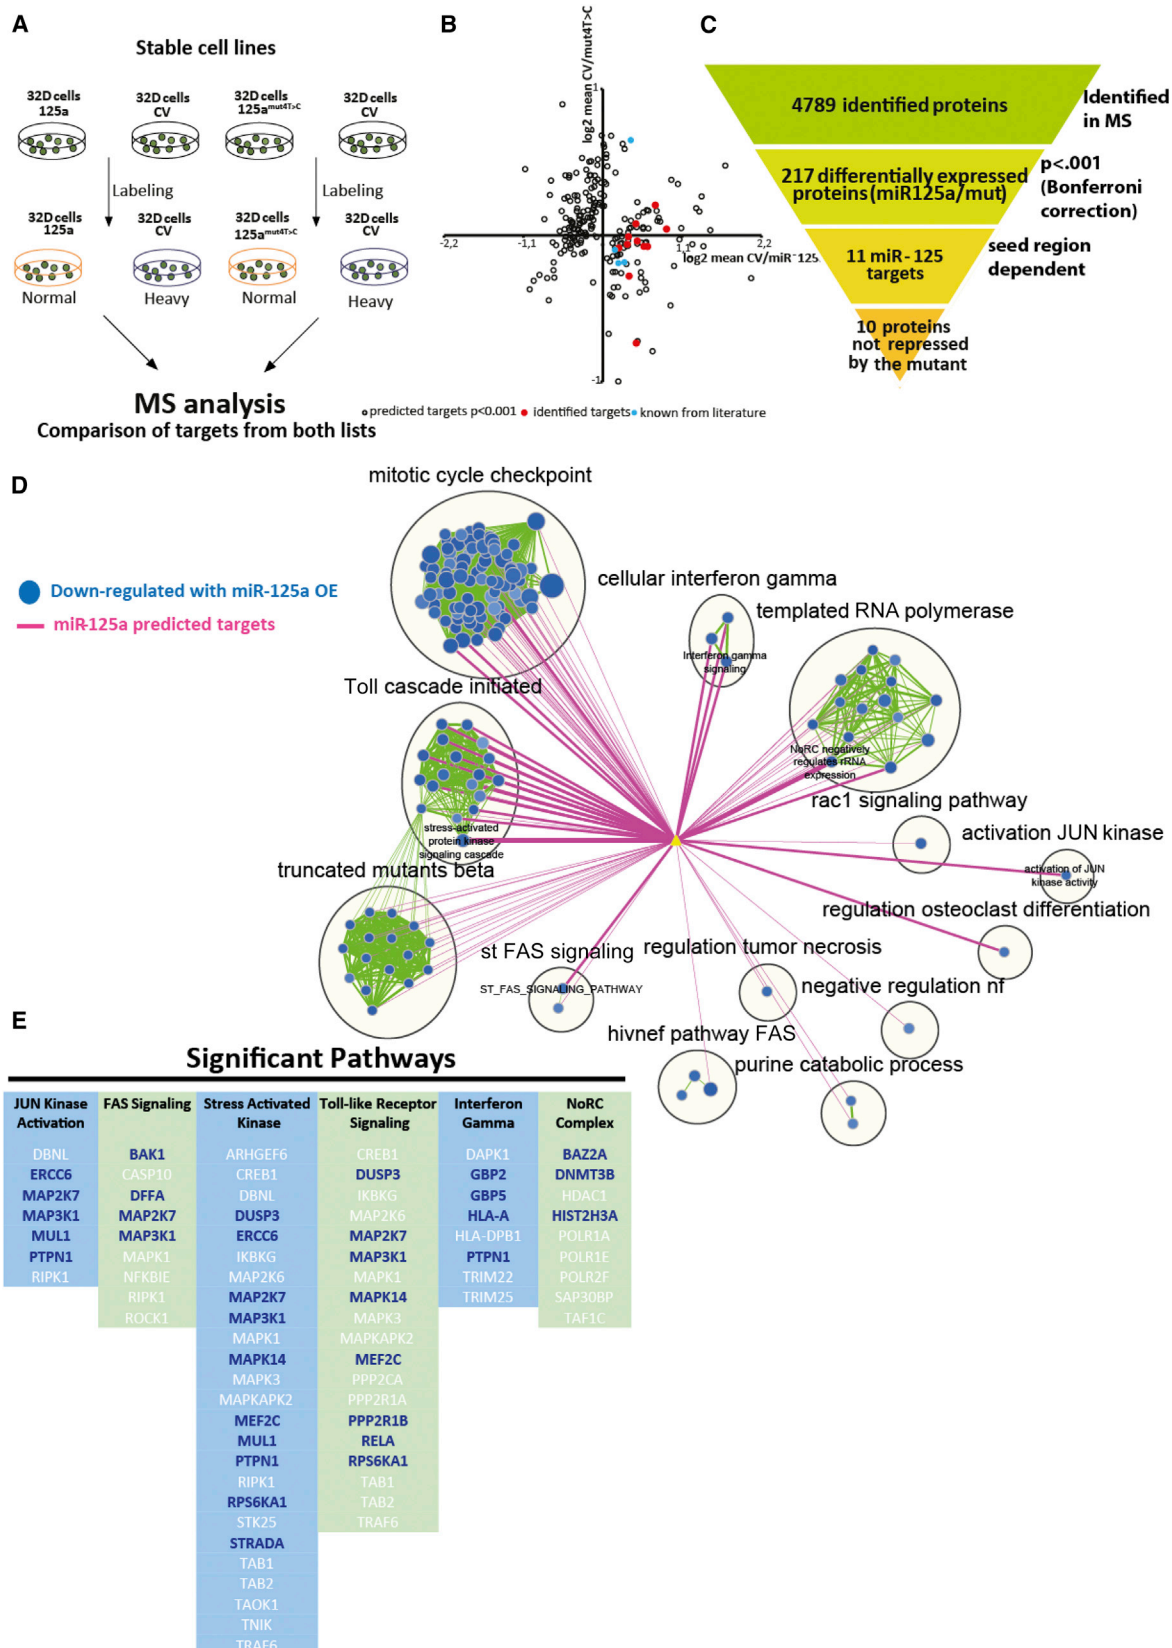 A
Stable cell lines
32D cells
125a
32D cells
CV
32D cells
125a^mut4T>C
32D cells
CV
Labeling
Labeling
32D cells
125a
32D cells
CV
32D cells
125a^mut4T>C
32D cells
CV
Normal
Heavy
Normal
Heavy
MS analysis
Comparison of targets from both lists
B
log2 mean CV/mut4T>C
1
-2,2
-1,1
0
1,1
2,2
log2 mean CV/miR-125
-1
predicted targets p<0.001
identified targets
known from literature
C
4789 identified proteins
Identified
in MS
217 differentially expressed
proteins (miR125a/mut)
p<.001
(Bonferroni
correction)
11 miR-125
targets
seed region
dependent
10 proteins
not repressed
by the mutant
D
Down-regulated with miR-125a OE
miR-125a predicted targets
mitotic cycle checkpoint
cellular interferon gamma
Interferon gamma
signaling
templated RNA polymerase
NoRC negatively
regulates rRNA
expression
Toll cascade initiated
stress-activated
protein kinase
signaling cascade
rac1 signaling pathway
activation JUN kinase
activation of JUN
kinase activity
truncated mutants beta
regulation osteoclast differentiation
st FAS signaling
ST_FAS_SIGNALING_PATHWAY
regulation tumor necrosis
negative regulation nf
hivnef pathway FAS
purine catabolic process
E
Significant Pathways
JUN Kinase
Activation
DBNL
ERCC6
MAP2K7
MAP3K1
MUL1
PTPN1
RIPK1
FAS Signaling
BAK1
CASP10
DFFA
MAP2K7
MAP3K1
MAPK1
NFKBIE
RIPK1
ROCK1
Stress Activated
Kinase
ARHGEF6
CREB1
DBNL
DUSP3
ERCC6
IKBKG
MAP2K6
MAP2K7
MAP3K1
MAPK1
MAPK14
MAPK3
MAPKAPK2
MEF2C
MUL1
PTPN1
RIPK1
RPS6KA1
STK25
STRADA
TAB1
TAB2
TAOK1
TNIK
TRAF6
Toll-like Receptor
Signaling
CREB1
DUSP3
IKBKG
MAP2K6
MAP2K7
MAP3K1
MAPK1
MAPK14
MAPK3
MAPKAPK2
MEF2C
PPP2CA
PPP2R1A
PPP2R1B
RELA
RPS6KA1
TAB1
TAB2
TRAF6
Interferon
Gamma
DAPK1
GBP2
GBP5
HLA-A
HLA-DPB1
PTPN1
TRIM22
TRIM25
NoRC
Complex
BAZ2A
DNMT3B
HDAC1
HIST2H3A
POLR1A
POLR1E
POLR2F
SAP30BP
TAF1C